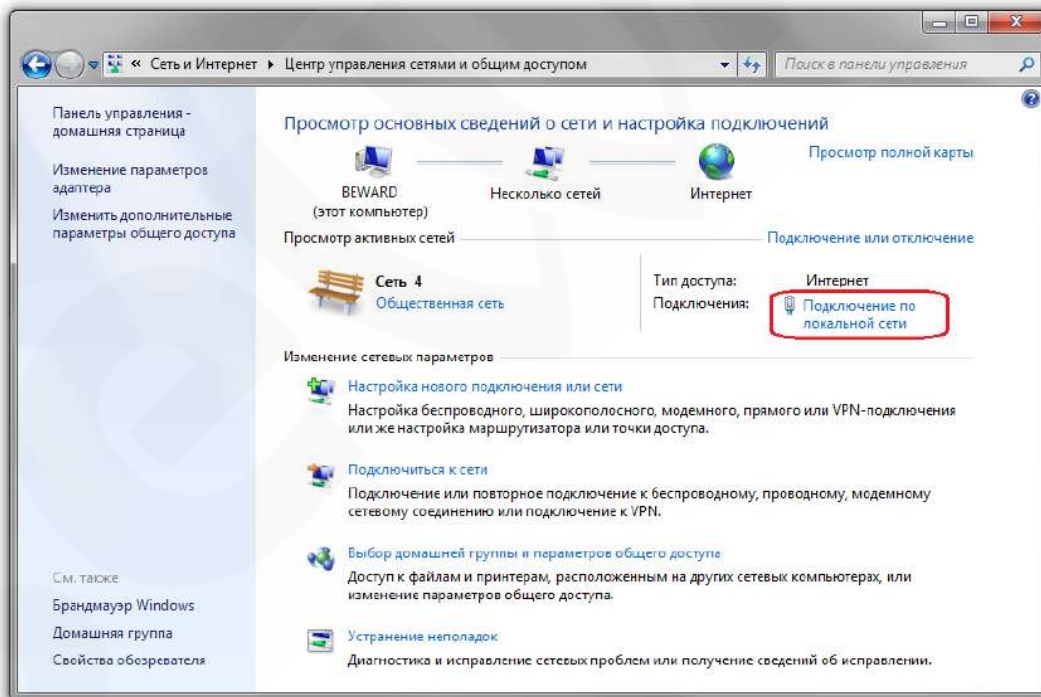 « Сеть и Интернет ▸ Центр управления сетями и общим доступом
Поиск в панели управления
Панель управления -
домашняя страница
Изменение параметров
адаптера
Изменить дополнительные
параметры общего доступа
Просмотр основных сведений о сети и настройка подключений
Просмотр полной карты
BEWARD
(этот компьютер)
Несколько сетей
Интернет
Просмотр активных сетей
Подключение или отключение
Сеть 4
Общественная сеть
Тип доступа: Интернет
Подключения: Подключение по
локальной сети
Изменение сетевых параметров
Настройка нового подключения или сети
Настройка беспроводного, широкополосного, модемного, прямого или VPN-подключения
или же настройка маршрутизатора или точки доступа.
Подключиться к сети
Подключение или повторное подключение к беспроводному, проводному, модемному
сетевому соединению или подключение к VPN.
Выбор домашней группы и параметров общего доступа
Доступ к файлам и принтерам, расположенным на других сетевых компьютерах, или
изменение параметров общего доступа.
Устранение неполадок
Диагностика и исправление сетевых проблем или получение сведений об исправлении.
См. также
Брандмауэр Windows
Домашняя группа
Свойства обозревателя